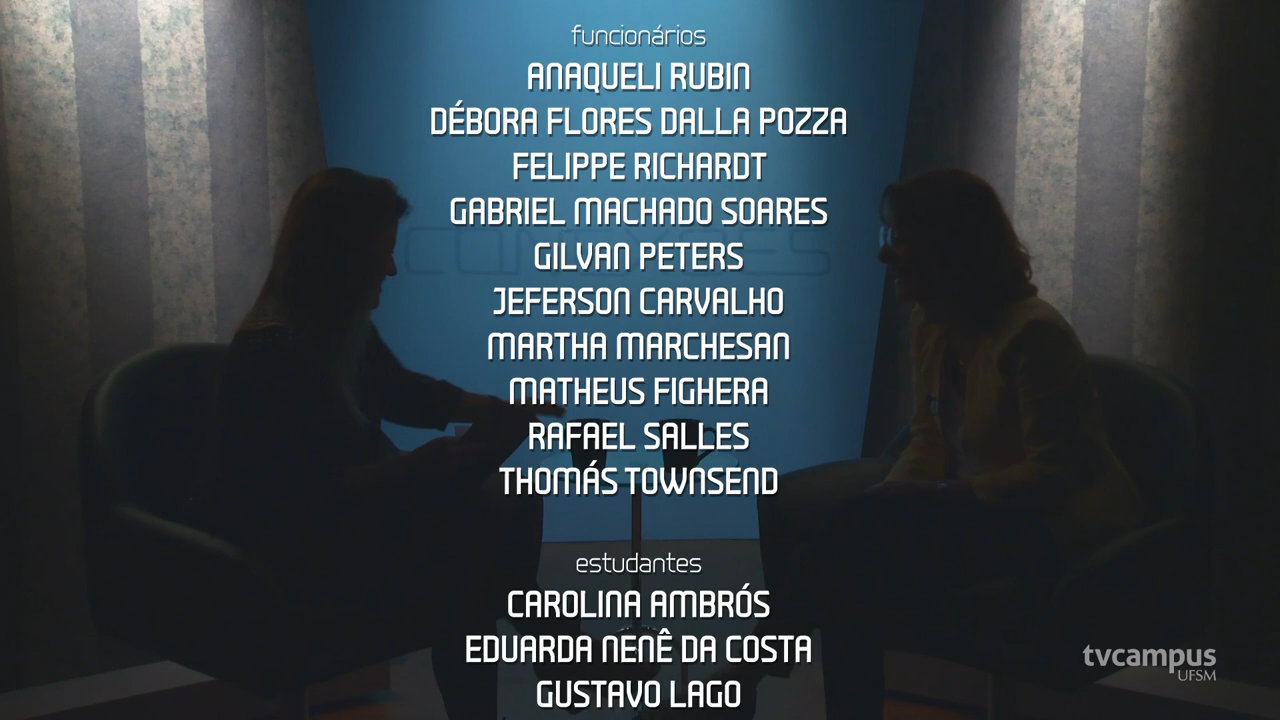 funcionários
ANAQUELI RUBIN
DÉBORA FLORES DALLA POZZA
FELIPPE RICHARDT
GABRIEL MACHADO SOARES
CONEXÕES
GILVAN PETERS
JEFERSON CARVALHO
MARTHA MARCHESAN
MATHEUS FIGHERA
RAFAEL SALLES
THOMÁS TOWNSEND
estudantes
CAROLINA AMBRÓS
EDUARDA NENÊ DA COSTA
GUSTAVO LAGO
tvcampus
UFSM